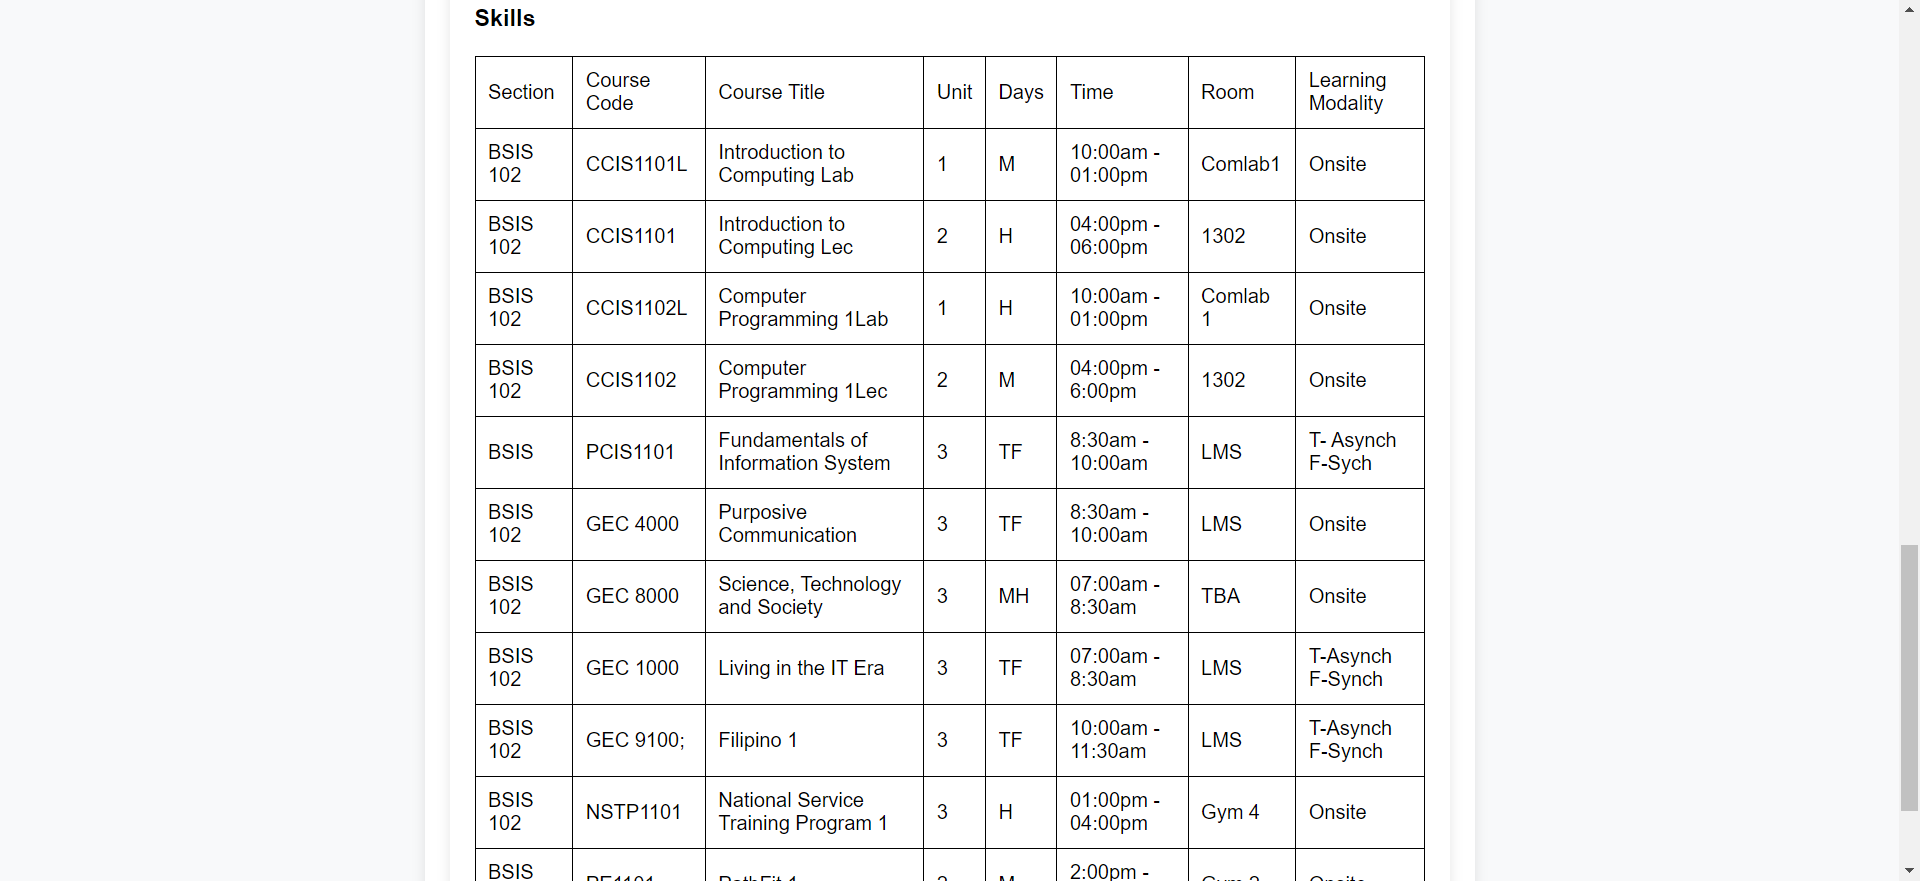 Skills
Section Course Code Course Title Unit Days Time Room Learning Modality
BSIS 102 CCIS1101L Introduction to Computing Lab 1 M 10:00am - 01:00pm Comlab1 Onsite
BSIS 102 CCIS1101 Introduction to Computing Lec 2 H 04:00pm - 06:00pm 1302 Onsite
BSIS 102 CCIS1102L Computer Programming 1Lab 1 H 10:00am - 01:00pm Comlab 1 Onsite
BSIS 102 CCIS1102 Computer Programming 1Lec 2 M 04:00pm - 6:00pm 1302 Onsite
BSIS PCIS1101 Fundamentals of Information System 3 TF 8:30am - 10:00am LMS T- Asynch F-Sych
BSIS 102 GEC 4000 Purposive Communication 3 TF 8:30am - 10:00am LMS Onsite
BSIS 102 GEC 8000 Science, Technology and Society 3 MH 07:00am - 8:30am TBA Onsite
BSIS 102 GEC 1000 Living in the IT Era 3 TF 07:00am - 8:30am LMS T-Asynch F-Synch
BSIS 102 GEC 9100; Filipino 1 3 TF 10:00am - 11:30am LMS T-Asynch F-Synch
BSIS 102 NSTP1101 National Service Training Program 1 3 H 01:00pm - 04:00pm Gym 4 Onsite
BSIS 2:00pm -